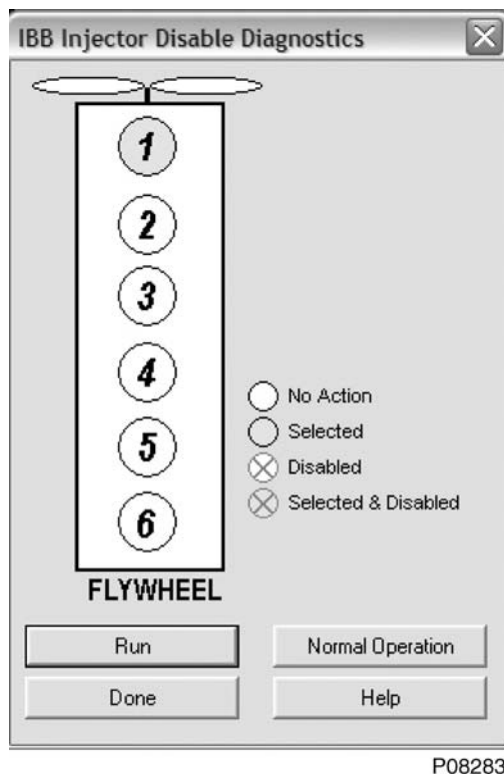 IBB Injector Disable Diagnostics
1
2
3
4
5
6
No Action
Selected
Disabled
Selected & Disabled
FLYWHEEL
Run
Normal Operation
Done
Help
P08283